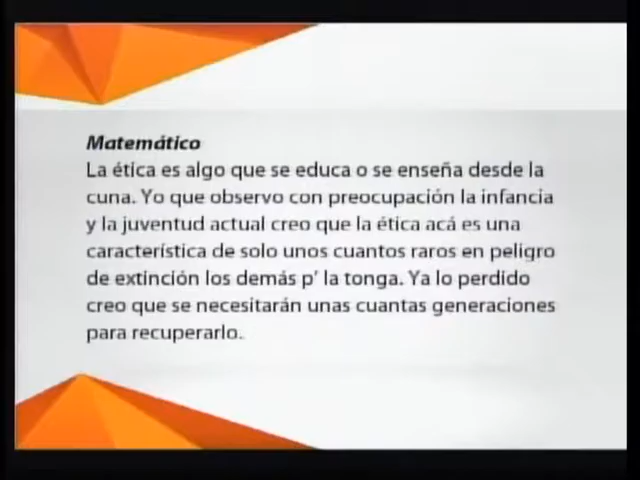 Matemático
La ética es algo que se educa o se enseña desde la
cuna. Yo que observo con preocupación la infancia
y la juventud actual creo que la ética acá es una
característica de solo unos cuantos raros en peligro
de extinción los demás p’ la tonga. Ya lo perdido
creo que se necesitarán unas cuantas generaciones
para recuperarlo.